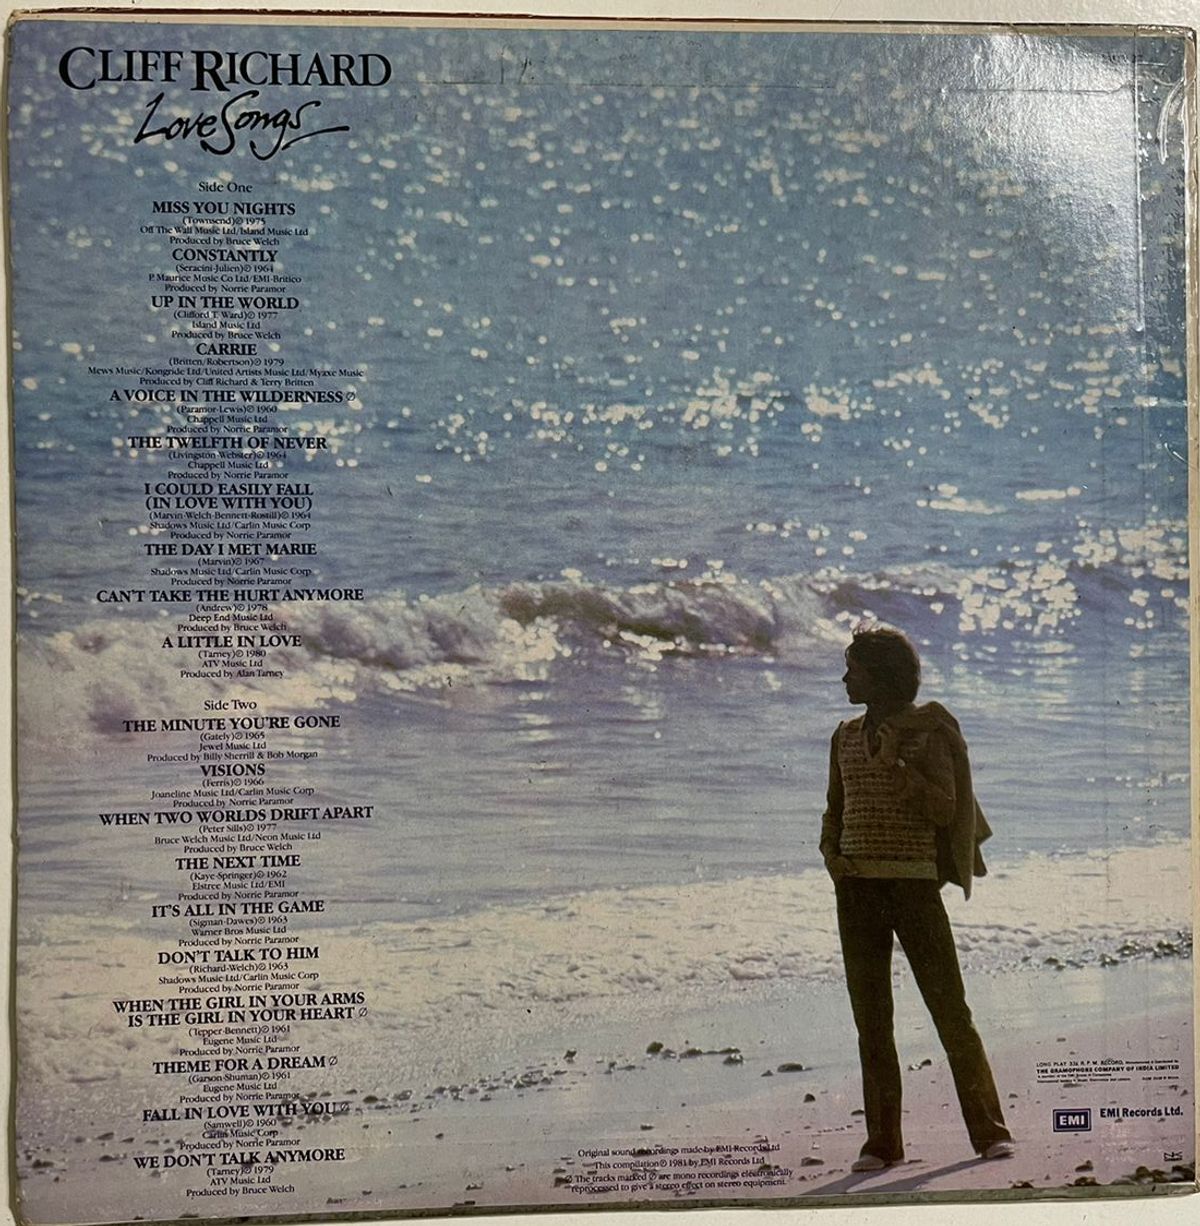 CLIFF RICHARD
Love Songs
Side One
MISS YOU NIGHTS
(Townsend)℗ 1975
Off The Wall Music Ltd/Island Music Ltd
Produced by Bruce Welch
CONSTANTLY
(Seracini-Julien)℗ 1964
P. Maurice Music Co Ltd/EMI-Britico
Produced by Norrie Paramor
UP IN THE WORLD
(Clifford T. Ward)℗ 1977
Island Music Ltd
Produced by Bruce Welch
CARRIE
(Britten/Robertson)℗ 1979
Mews Music/Kongride Ltd/United Artists Music Ltd/Myaxe Music
Produced by Cliff Richard & Terry Britten
A VOICE IN THE WILDERNESS ∅
(Paramor-Lewis)℗ 1960
Chappell Music Ltd
Produced by Norrie Paramor
THE TWELFTH OF NEVER
(Livingston-Webster)℗ 1964
Chappell Music Ltd
Produced by Norrie Paramor
I COULD EASILY FALL
(IN LOVE WITH YOU)
(Marvin-Welch-Bennett-Rostill)℗ 1964
Shadows Music Ltd/Carlin Music Corp
Produced by Norrie Paramor
THE DAY I MET MARIE
(Marvin)℗ 1967
Shadows Music Ltd/Carlin Music Corp
Produced by Norrie Paramor
CAN'T TAKE THE HURT ANYMORE
(Andrew)℗ 1978
Deep End Music Ltd
Produced by Bruce Welch
A LITTLE IN LOVE
(Tarney)℗ 1980
ATV Music Ltd
Produced by Alan Tarney
Side Two
THE MINUTE YOU'RE GONE
(Gately)℗ 1965
Jewel Music Ltd
Produced by Billy Sherrill & Bob Morgan
VISIONS
(Ferris)℗ 1966
Joaneline Music Ltd/Carlin Music Corp
Produced by Norrie Paramor
WHEN TWO WORLDS DRIFT APART
(Peter Sills)℗ 1977
Bruce Welch Music Ltd/Neon Music Ltd
Produced by Bruce Welch
THE NEXT TIME
(Kaye-Springer)℗ 1962
Elstree Music Ltd/EMI
Produced by Norrie Paramor
IT'S ALL IN THE GAME
(Sigman-Dawes)℗ 1963
Warner Bros Music Ltd
Produced by Norrie Paramor
DON'T TALK TO HIM
(Richard-Welch)℗ 1963
Shadows Music Ltd/Carlin Music Corp
Produced by Norrie Paramor
WHEN THE GIRL IN YOUR ARMS
IS THE GIRL IN YOUR HEART ∅
(Tepper-Bennett)℗ 1961
Eugene Music Ltd
Produced by Norrie Paramor
THEME FOR A DREAM ∅
(Garson-Shuman)℗ 1961
Eugene Music Ltd
Produced by Norrie Paramor
FALL IN LOVE WITH YOU ∅
(Samwell)℗ 1960
Carlin Music Corp
Produced by Norrie Paramor
WE DON'T TALK ANYMORE
(Tarney)℗ 1979
ATV Music Ltd
Produced by Bruce Welch
Original sound recordings made by EMI Records Ltd
This compilation ℗ 1981 by EMI Records Ltd
∅ The tracks marked ∅ are mono recordings electronically
reprocessed to give a stereo effect on stereo equipment.
LONG PLAY 33⅓ R.P.M. RECORD, Manufactured & Distributed by
THE GRAMOPHONE COMPANY OF INDIA LIMITED
EMI
EMI Records Ltd.